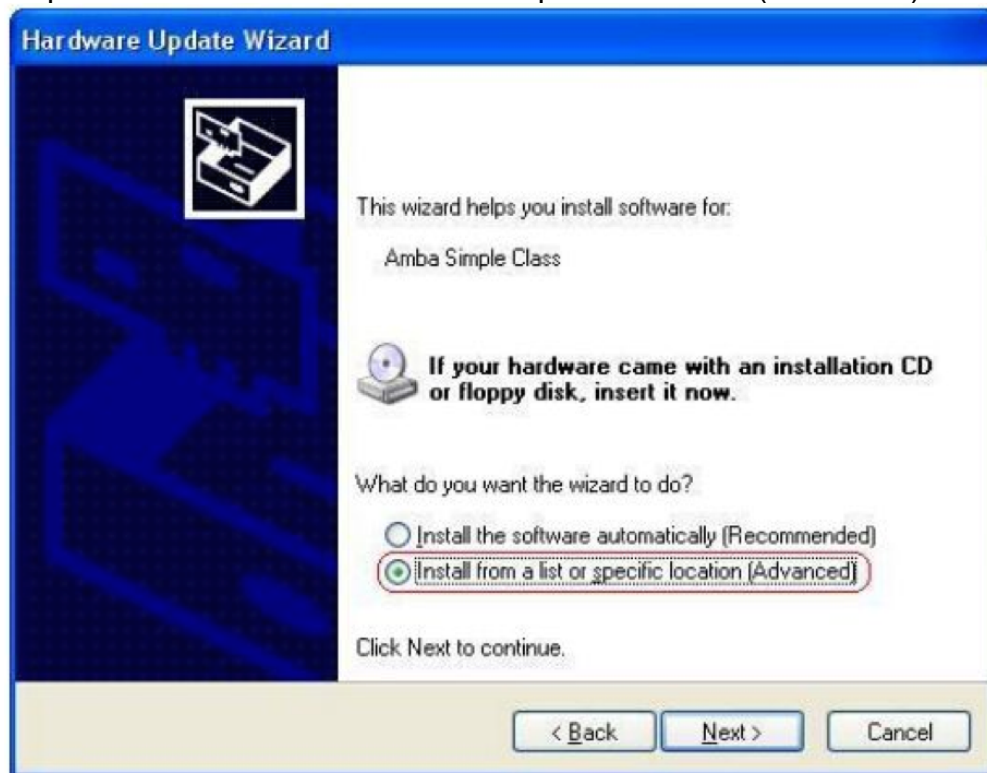 Hardware Update Wizard
This wizard helps you install software for:
Amba Simple Class
If your hardware came with an installation CD
or floppy disk, insert it now.
What do you want the wizard to do?
Install the software automatically (Recommended)
Install from a list or specific location (Advanced)
Click Next to continue.
< Back Next > Cancel